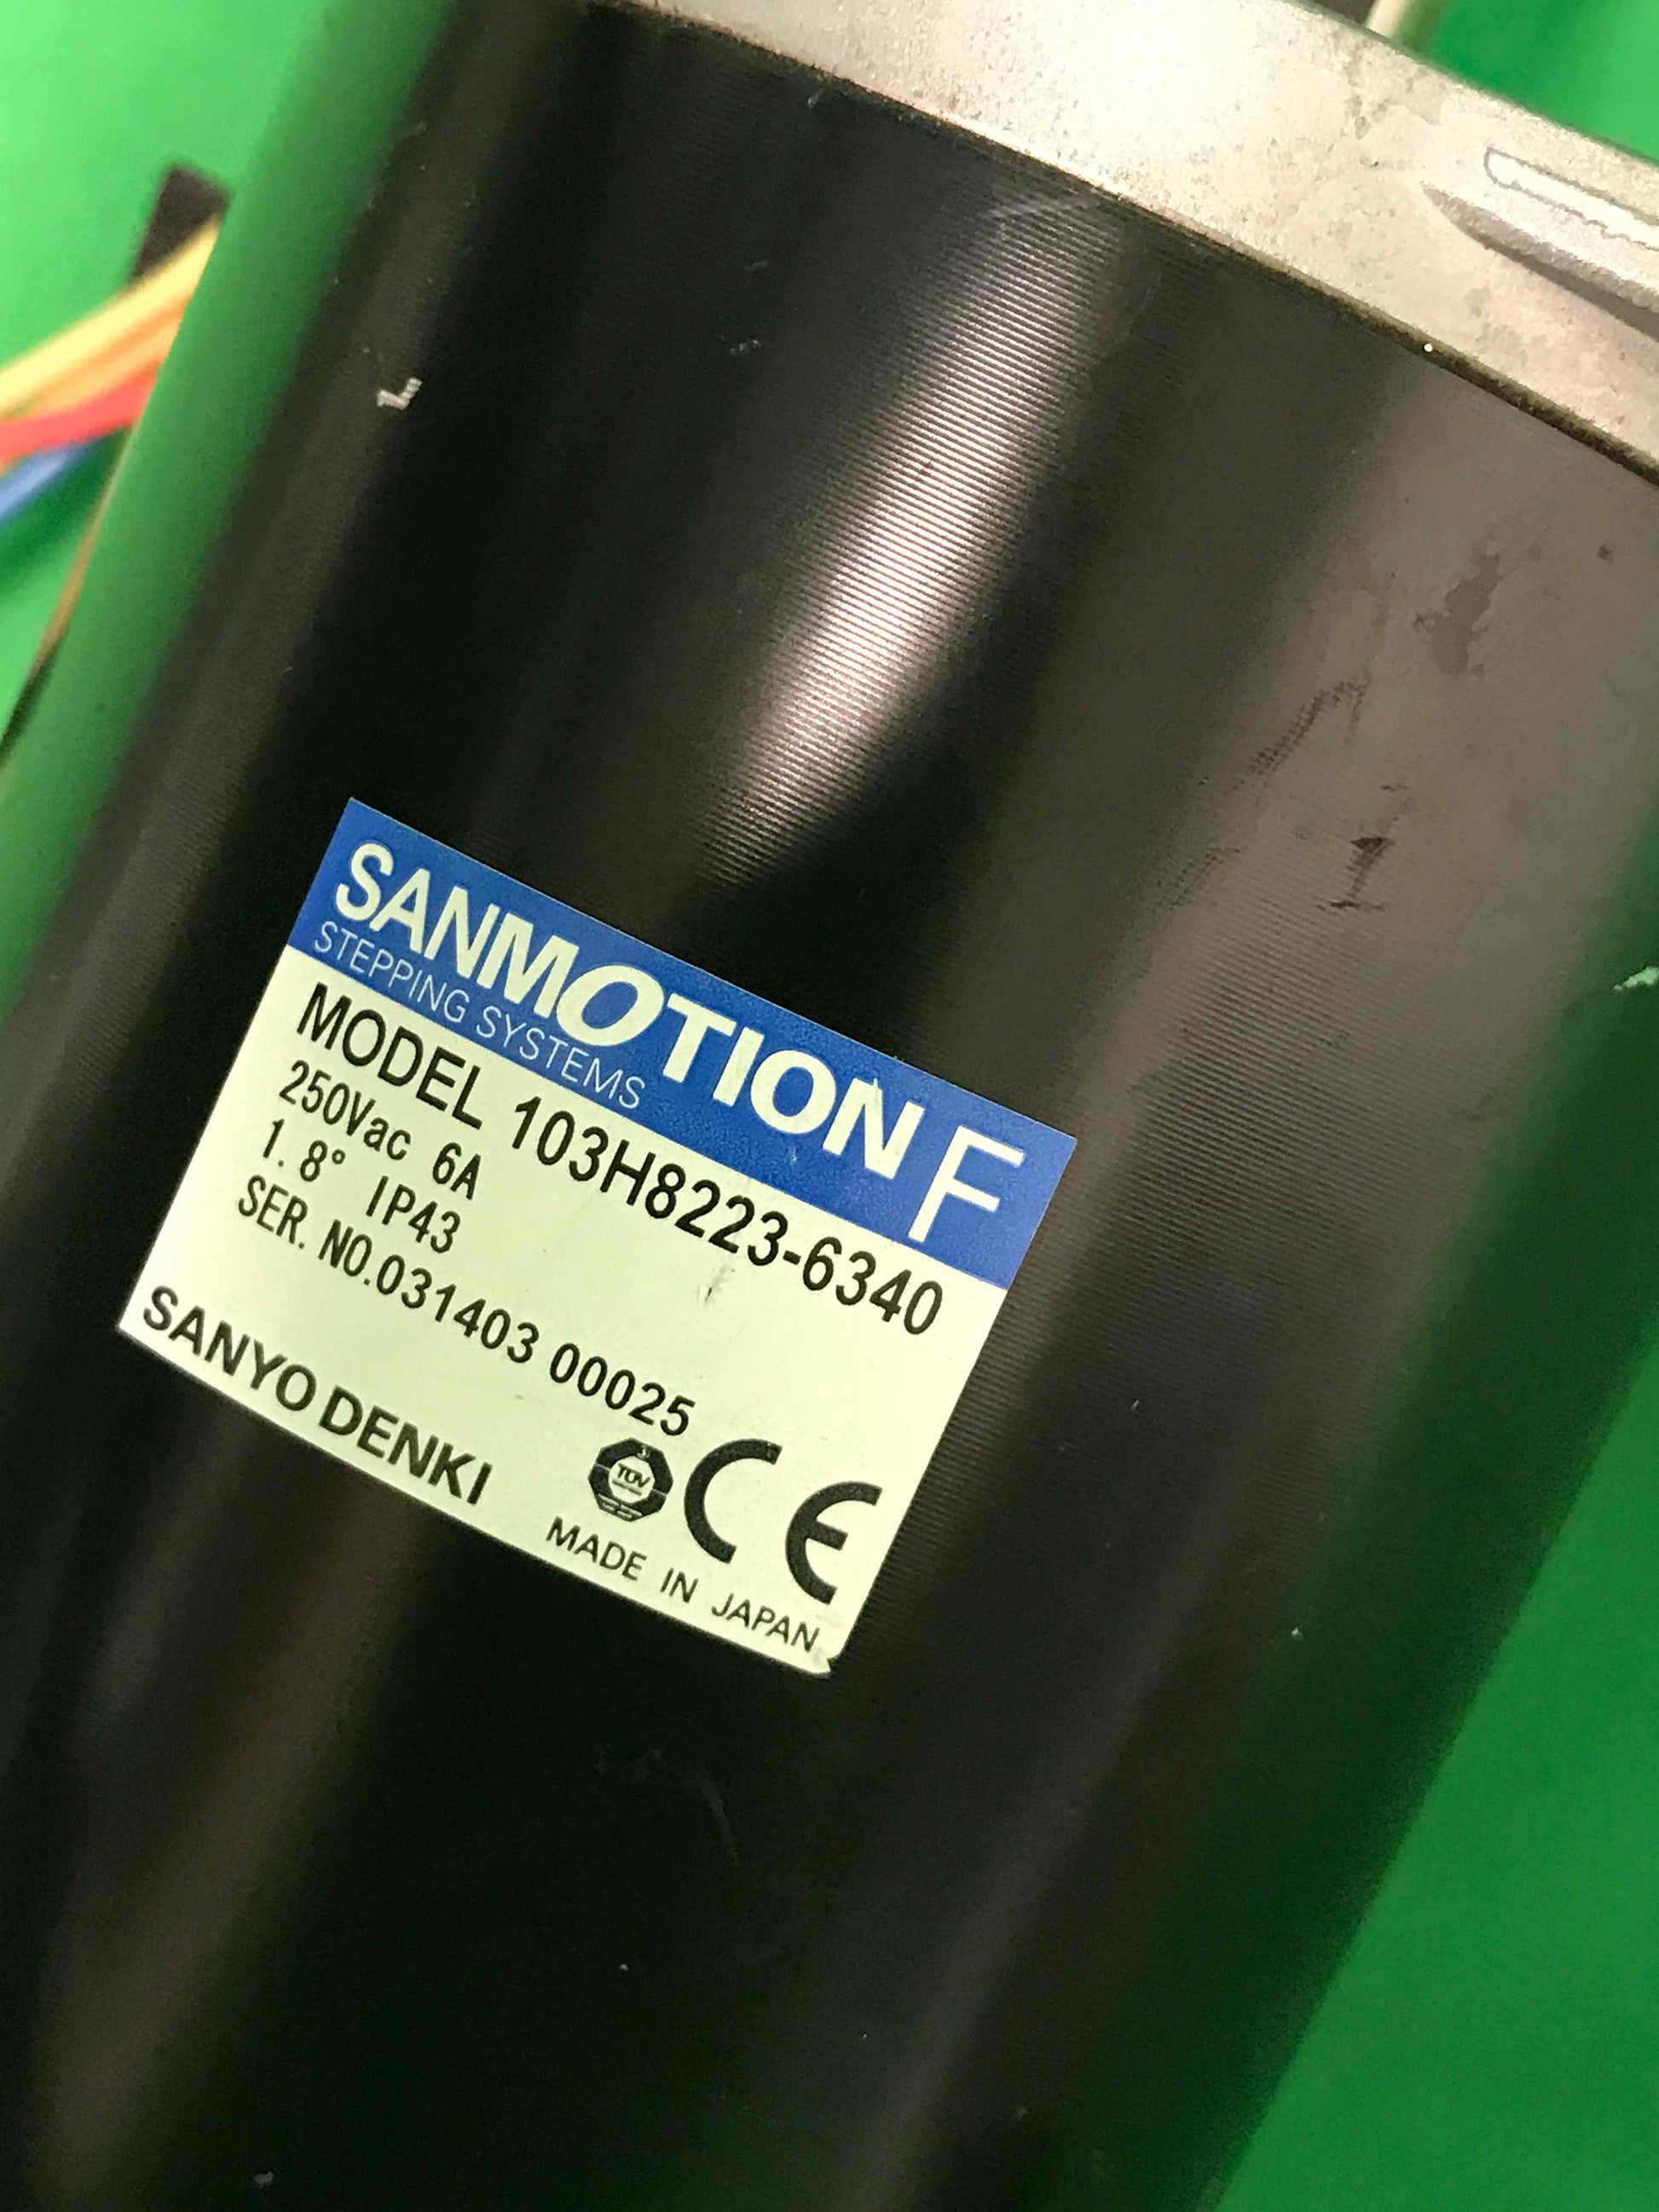 SANMOTION F
STEPPING SYSTEMS
MODEL 103H8223-6340
250Vac 6A
1.8° IP43
SER. NO.031403 00025
TÜV
CE
SANYO DENKI
MADE IN JAPAN